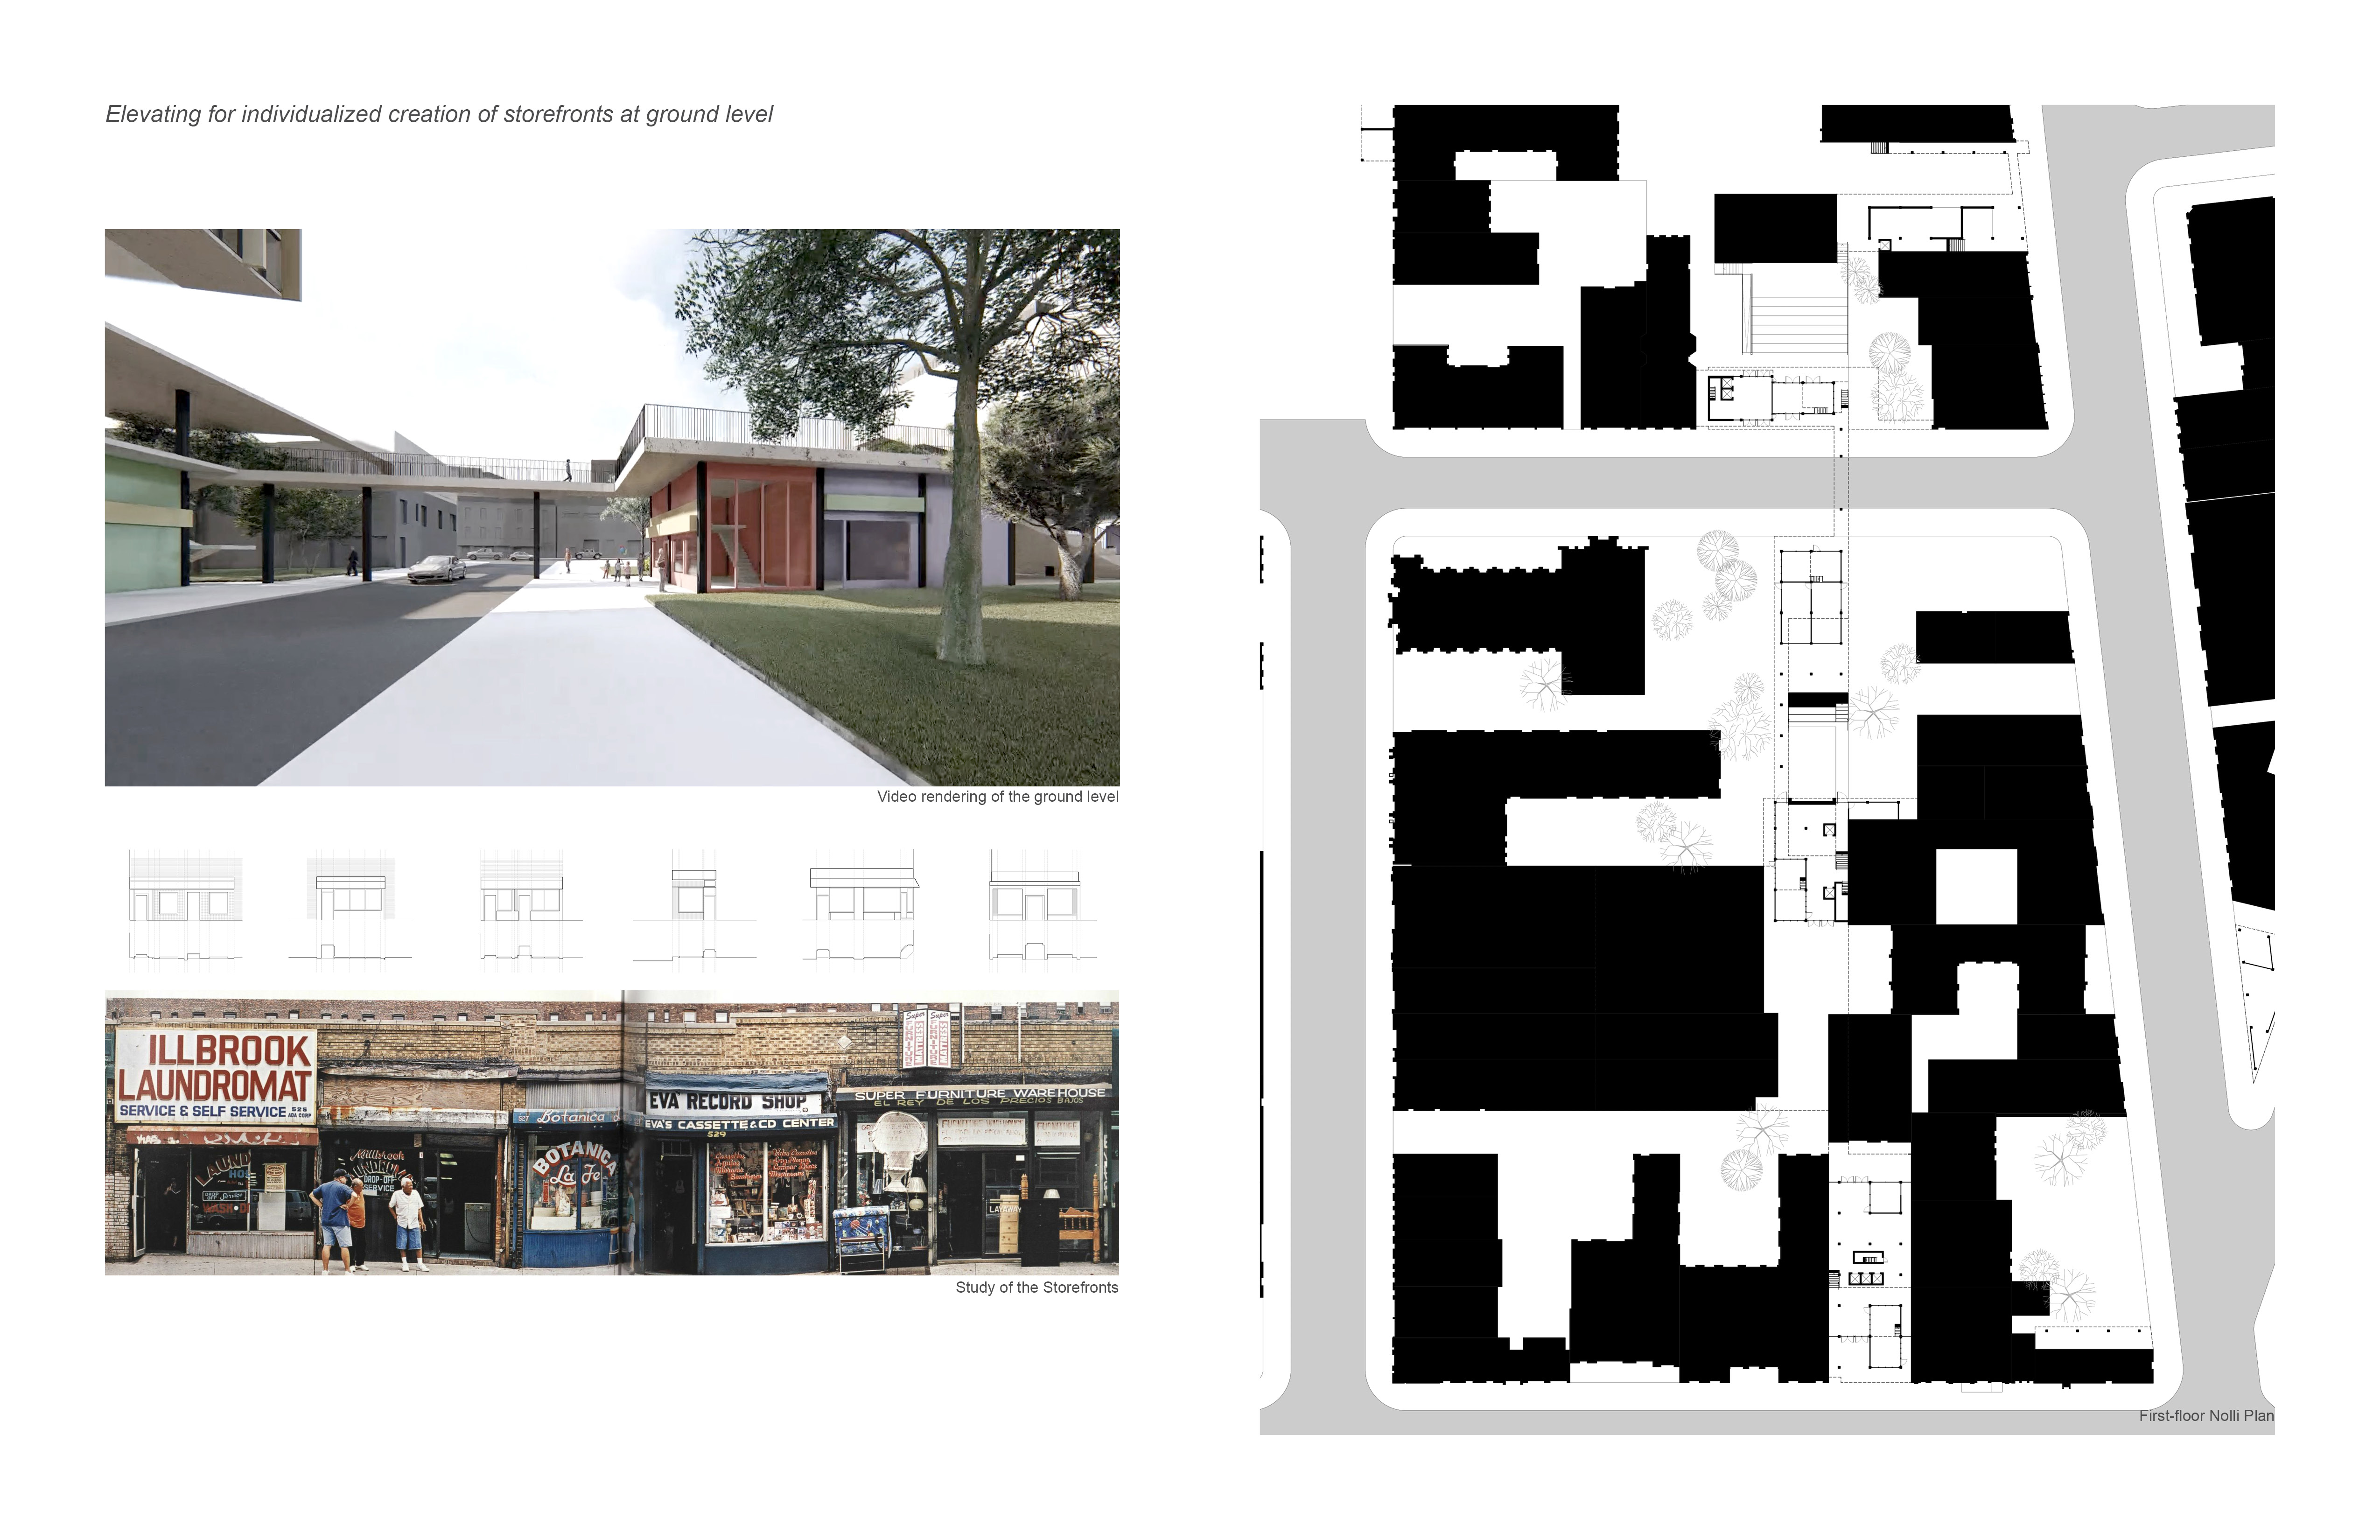 Elevating for individualized creation of storefronts at ground level
Video rendering of the ground level
ILLBROOK
LAUNDROMAT
SERVICE & SELF SERVICE
Botanica
BOTANICA
La Fe
Millbrook
LAUNDROMAT
DROP-OFF
SERVICE
EVA RECORD SHOP
EVA'S CASSETTE & CD CENTER
529
Super
Super
FURNITURE
MATTRESS
SUPER FURNITURE WAREHOUSE
EL REY DE LOS PRECIOS BAJOS
LAYAWAY
Study of the Storefronts
First-floor Nolli Plan